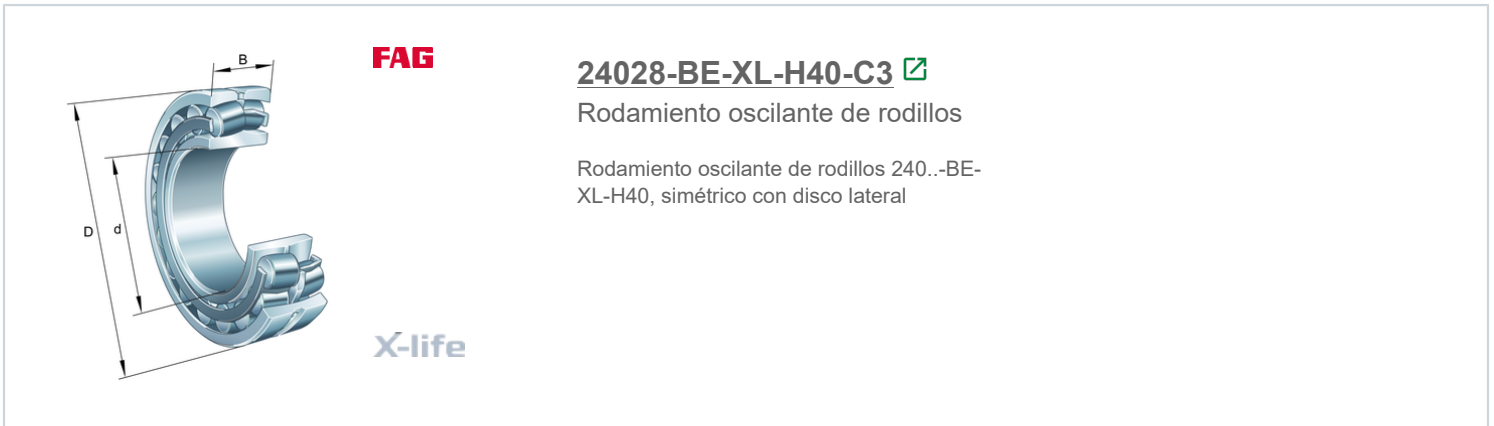 B
D
d
FAG
X-life
24028-BE-XL-H40-C3
Rodamiento oscilante de rodillos
Rodamiento oscilante de rodillos 240..-BE-
XL-H40, simétrico con disco lateral